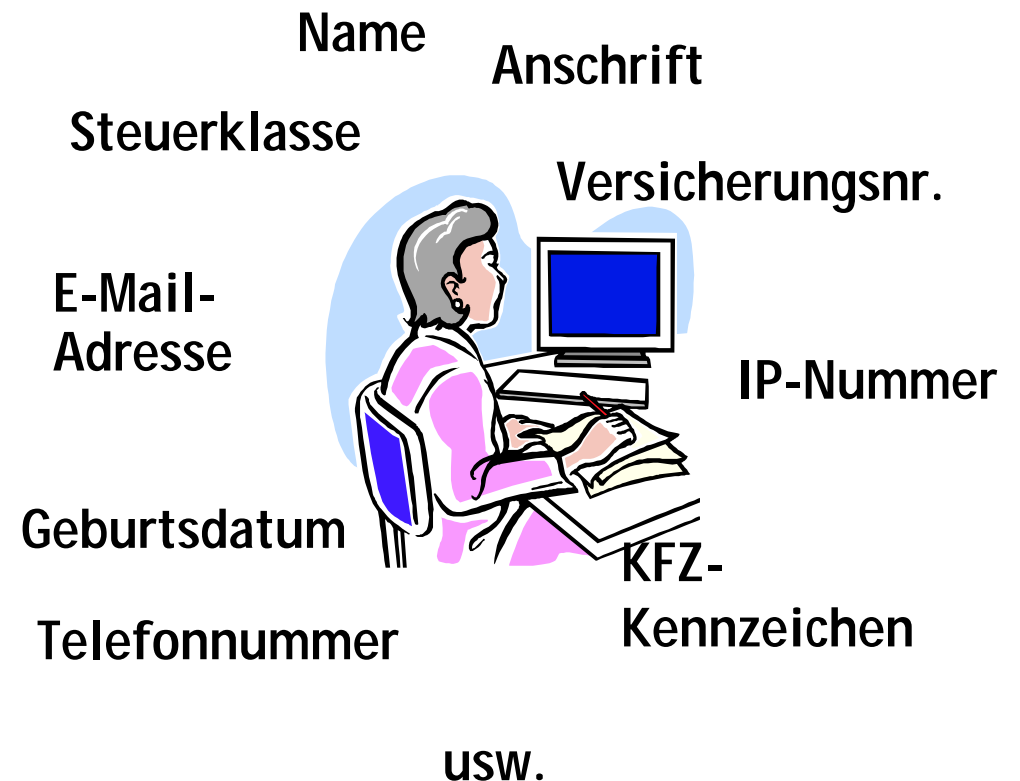 Name
Anschrift
Steuerklasse
Versicherungsnr.
E-Mail-
Adresse
IP-Nummer
Geburtsdatum
KFZ-
Kennzeichen
Telefonnummer
usw.